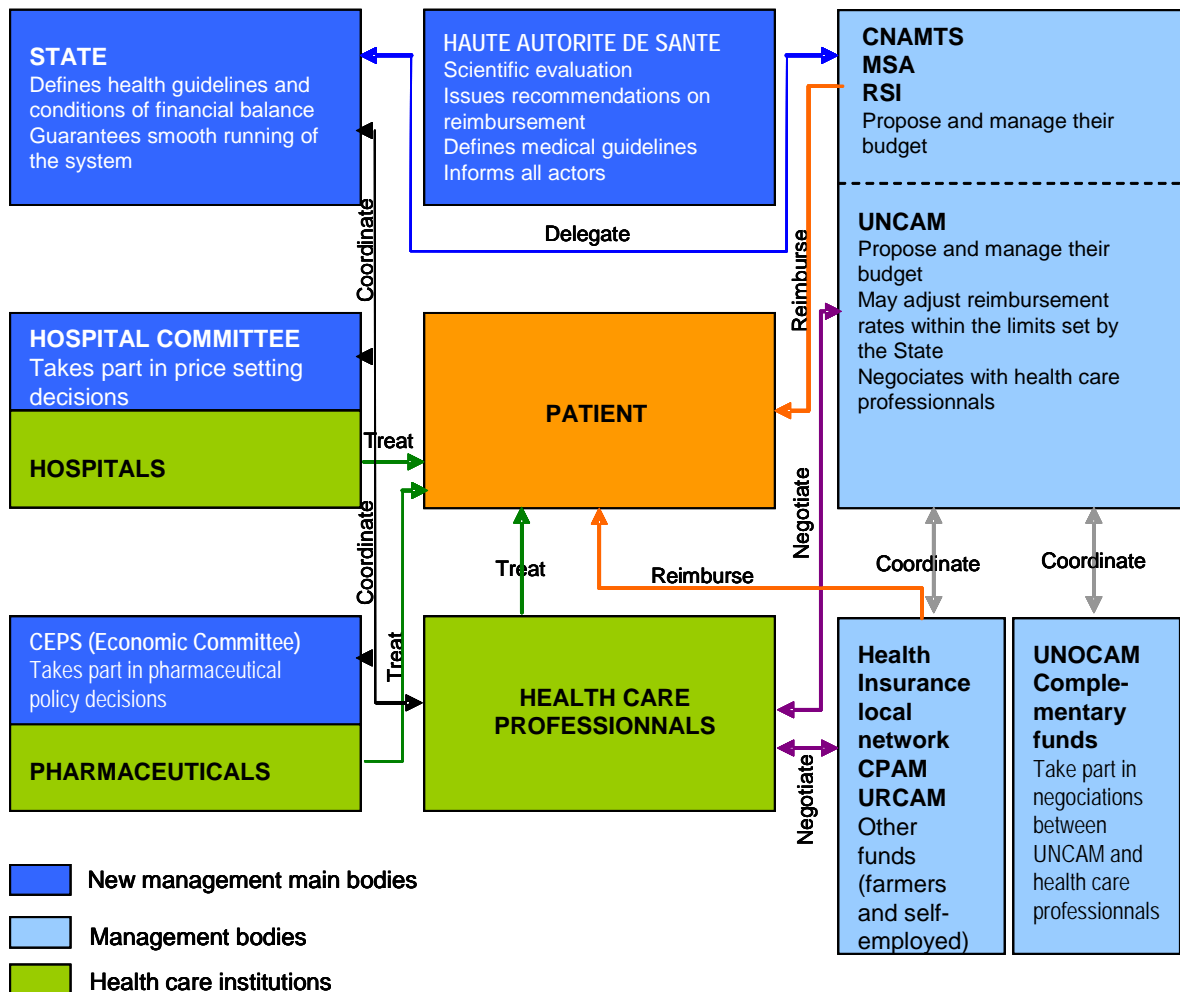 STATE
Defines health guidelines and
conditions of financial balance
Guarantees smooth running of
the system
HAUTE AUTORITE DE SANTE
Scientific evaluation
Issues recommendations on
reimbursement
Defines medical guidelines
Informs all actors
CNAMTS
MSA
RSI
Propose and manage their
budget
Delegate
Coordinate
Reimburse
UNCAM
Propose and manage their
budget
May adjust reimbursement
rates within the limits set by
the State
Negociates with health care
professionnals
HOSPITAL COMMITTEE
Takes part in price setting
decisions
HOSPITALS
Treat
PATIENT
Coordinate
Treat
Reimburse
Negotiate
Coordinate
Coordinate
CEPS (Economic Committee)
Takes part in pharmaceutical
policy decisions
PHARMACEUTICALS
Treat
HEALTH CARE
PROFESSIONNALS
Negotiate
Health
Insurance
local
network
CPAM
URCAM
Other
funds
(farmers
and self-
employed)
UNOCAM
Comple-
mentary
funds
Take part in
negociations
between
UNCAM and
health care
professionnals
New management main bodies
Management bodies
Health care institutions